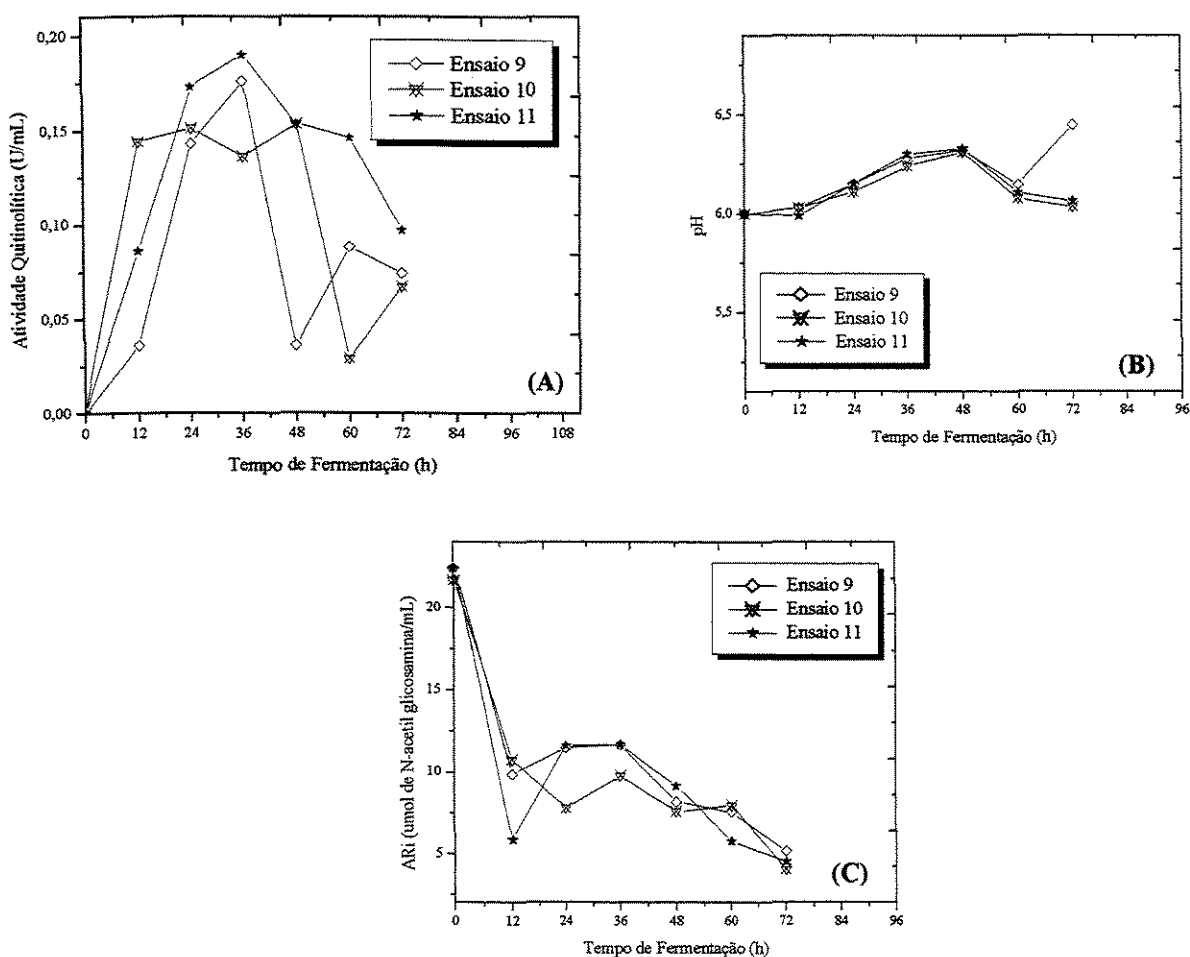 0,20
0,15
0,10
0,05
0,00
Atividade Quitinolítica (U/mL)
Ensaio 9
Ensaio 10
Ensaio 11
(A)
0 12 24 36 48 60 72 84 96 108
Tempo de Fermentação (h)
6,5
6,0
5,5
pH
Ensaio 9
Ensaio 10
Ensaio 11
(B)
0 12 24 36 48 60 72 84 96
Tempo de Fermentação (h)
20
15
10
5
ARi (umol de N-acetil glicosamina/mL)
Ensaio 9
Ensaio 10
Ensaio 11
(C)
0 12 24 36 48 60 72 84 96
Tempo de Fermentação (h)